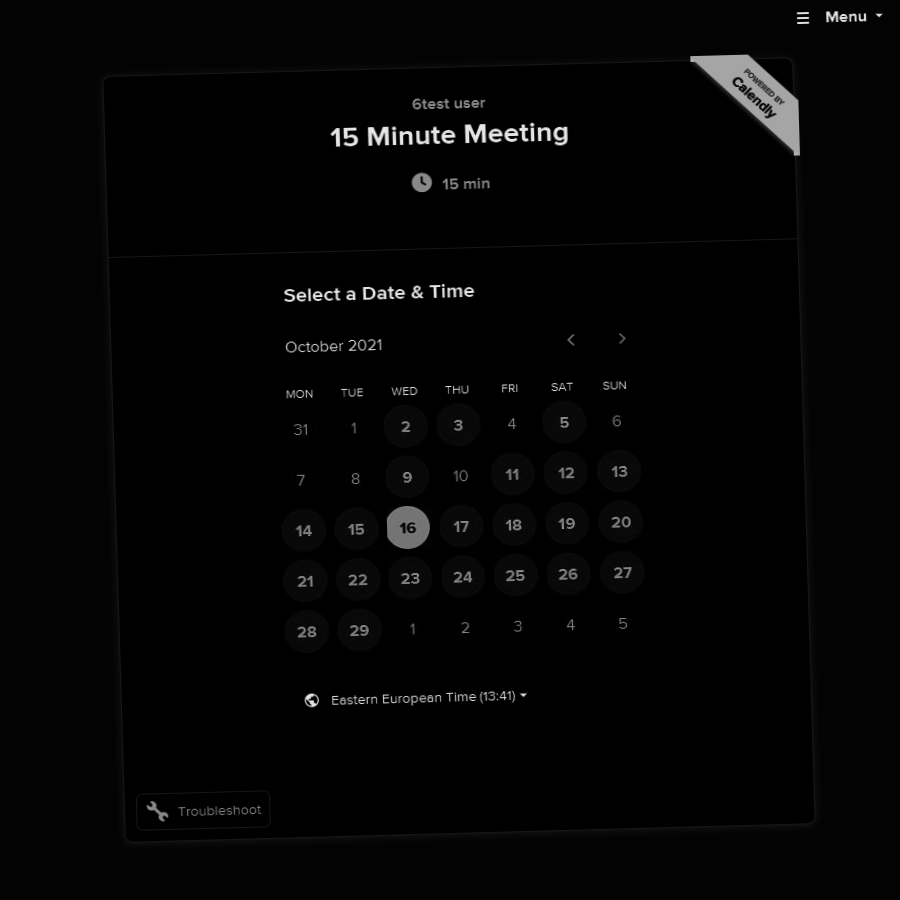 Menu
POWERED BY
Calendly
6test user
15 Minute Meeting
15 min
Select a Date & Time
October 2021
MON TUE WED THU FRI SAT SUN
31 1 2 3 4 5 6
7 8 9 10 11 12 13
14 15 16 17 18 19 20
21 22 23 24 25 26 27
28 29 1 2 3 4 5
Eastern European Time (13:41)
Troubleshoot